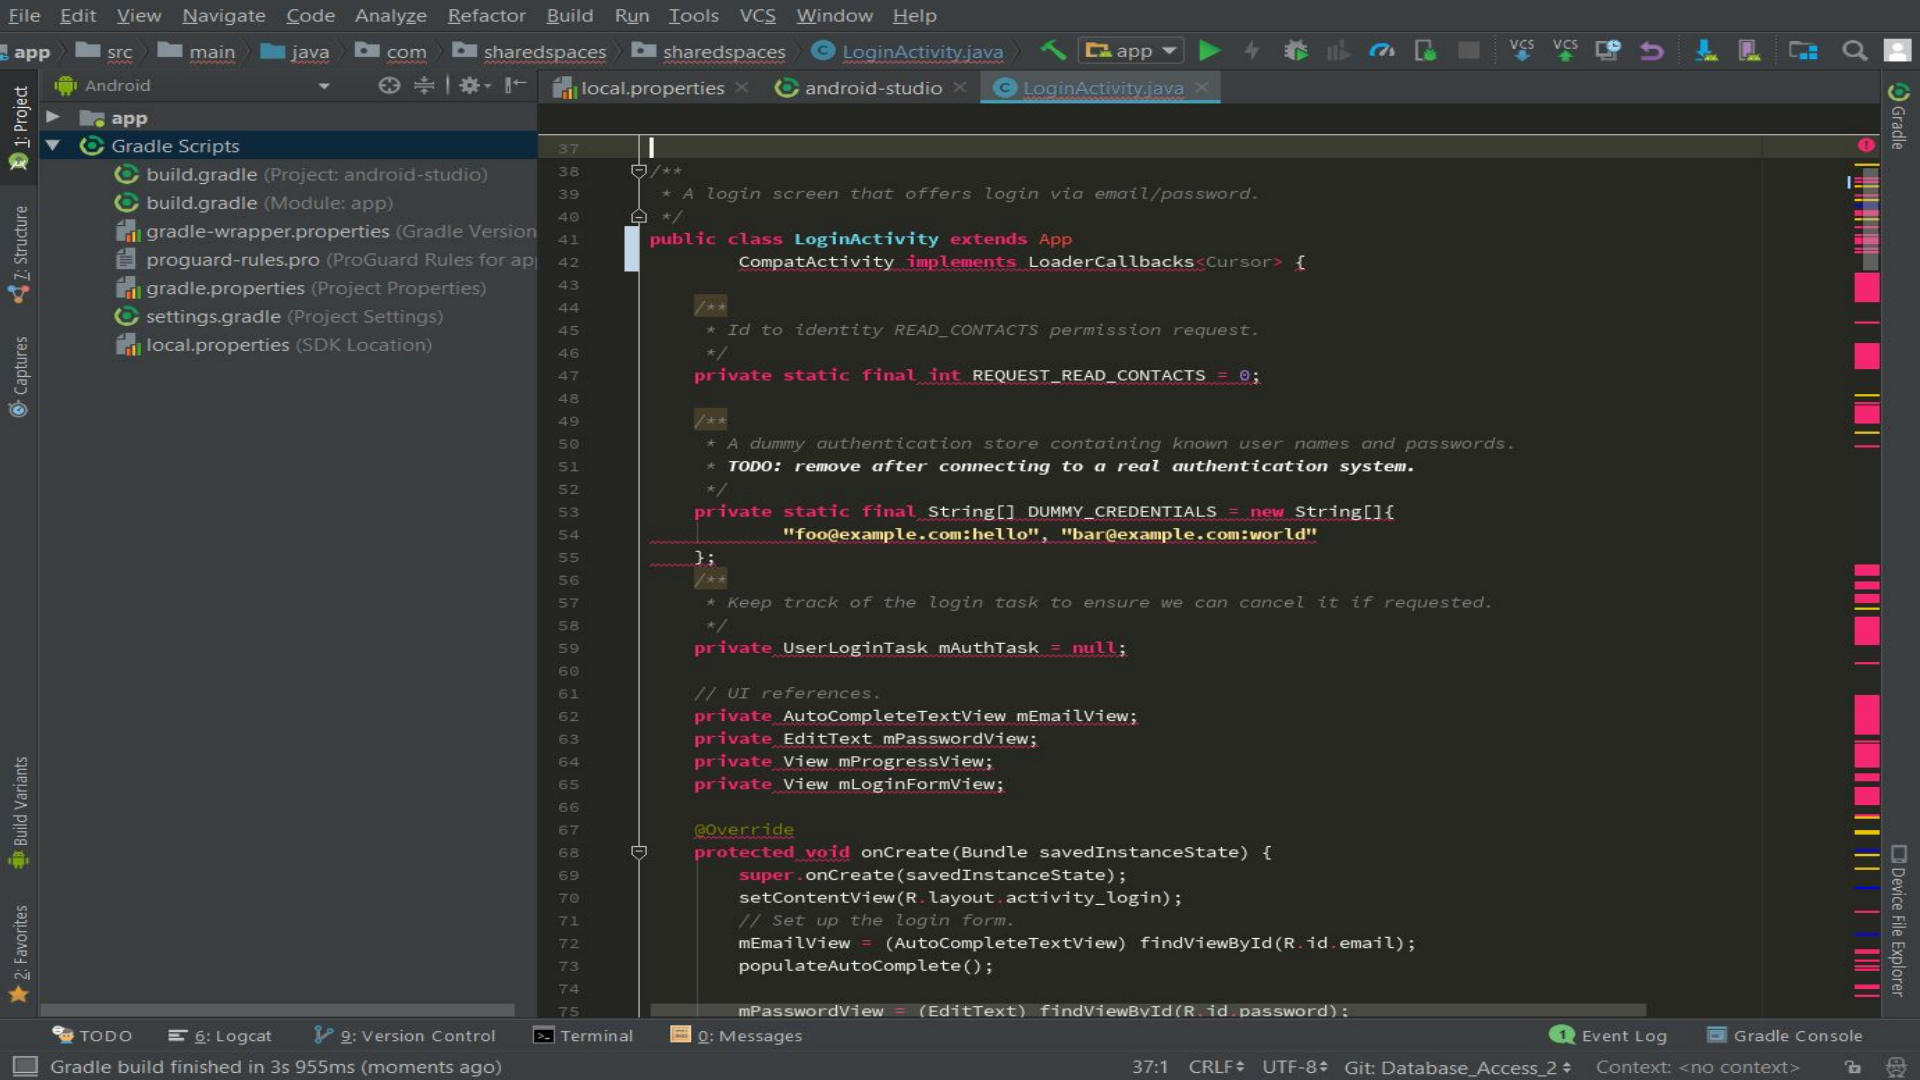 File Edit View Navigate Code Analyze Refactor Build Run Tools VCS Window Help
app src main java com sharedspaces sharedspaces LoginActivity.java app VCS VCS
Android local.properties android-studio LoginActivity.java
1: Project
7: Structure
Captures
Build Variants
2: Favorites
app
Gradle Scripts
build.gradle (Project: android-studio)
build.gradle (Module: app)
gradle-wrapper.properties (Gradle Version
proguard-rules.pro (ProGuard Rules for ap
gradle.properties (Project Properties)
settings.gradle (Project Settings)
local.properties (SDK Location)
37
38 /**
39 * A login screen that offers login via email/password.
40 */
41 public class LoginActivity extends App
42 CompatActivity implements LoaderCallbacks<Cursor> {
43
44 /**
45 * Id to identity READ_CONTACTS permission request.
46 */
47 private static final int REQUEST_READ_CONTACTS = 0;
48
49 /**
50 * A dummy authentication store containing known user names and passwords.
51 * TODO: remove after connecting to a real authentication system.
52 */
53 private static final String[] DUMMY_CREDENTIALS = new String[]{
54 "foo@example.com:hello", "bar@example.com:world"
55 };
56 /**
57 * Keep track of the login task to ensure we can cancel it if requested.
58 */
59 private UserLoginTask mAuthTask = null;
60
61 // UI references.
62 private AutoCompleteTextView mEmailView;
63 private EditText mPasswordView;
64 private View mProgressView;
65 private View mLoginFormView;
66
67 @Override
68 protected void onCreate(Bundle savedInstanceState) {
69 super.onCreate(savedInstanceState);
70 setContentView(R.layout.activity_login);
71 // Set up the login form.
72 mEmailView = (AutoCompleteTextView) findViewById(R.id.email);
73 populateAutoComplete();
74
75 mPasswordView = (EditText) findViewById(R.id.password);
Gradle
Device File Explorer
TODO 6: Logcat 9: Version Control Terminal 0: Messages 1 Event Log Gradle Console
Gradle build finished in 3s 955ms (moments ago) 37:1 CRLF UTF-8 Git: Database_Access_2 Context: <no context>